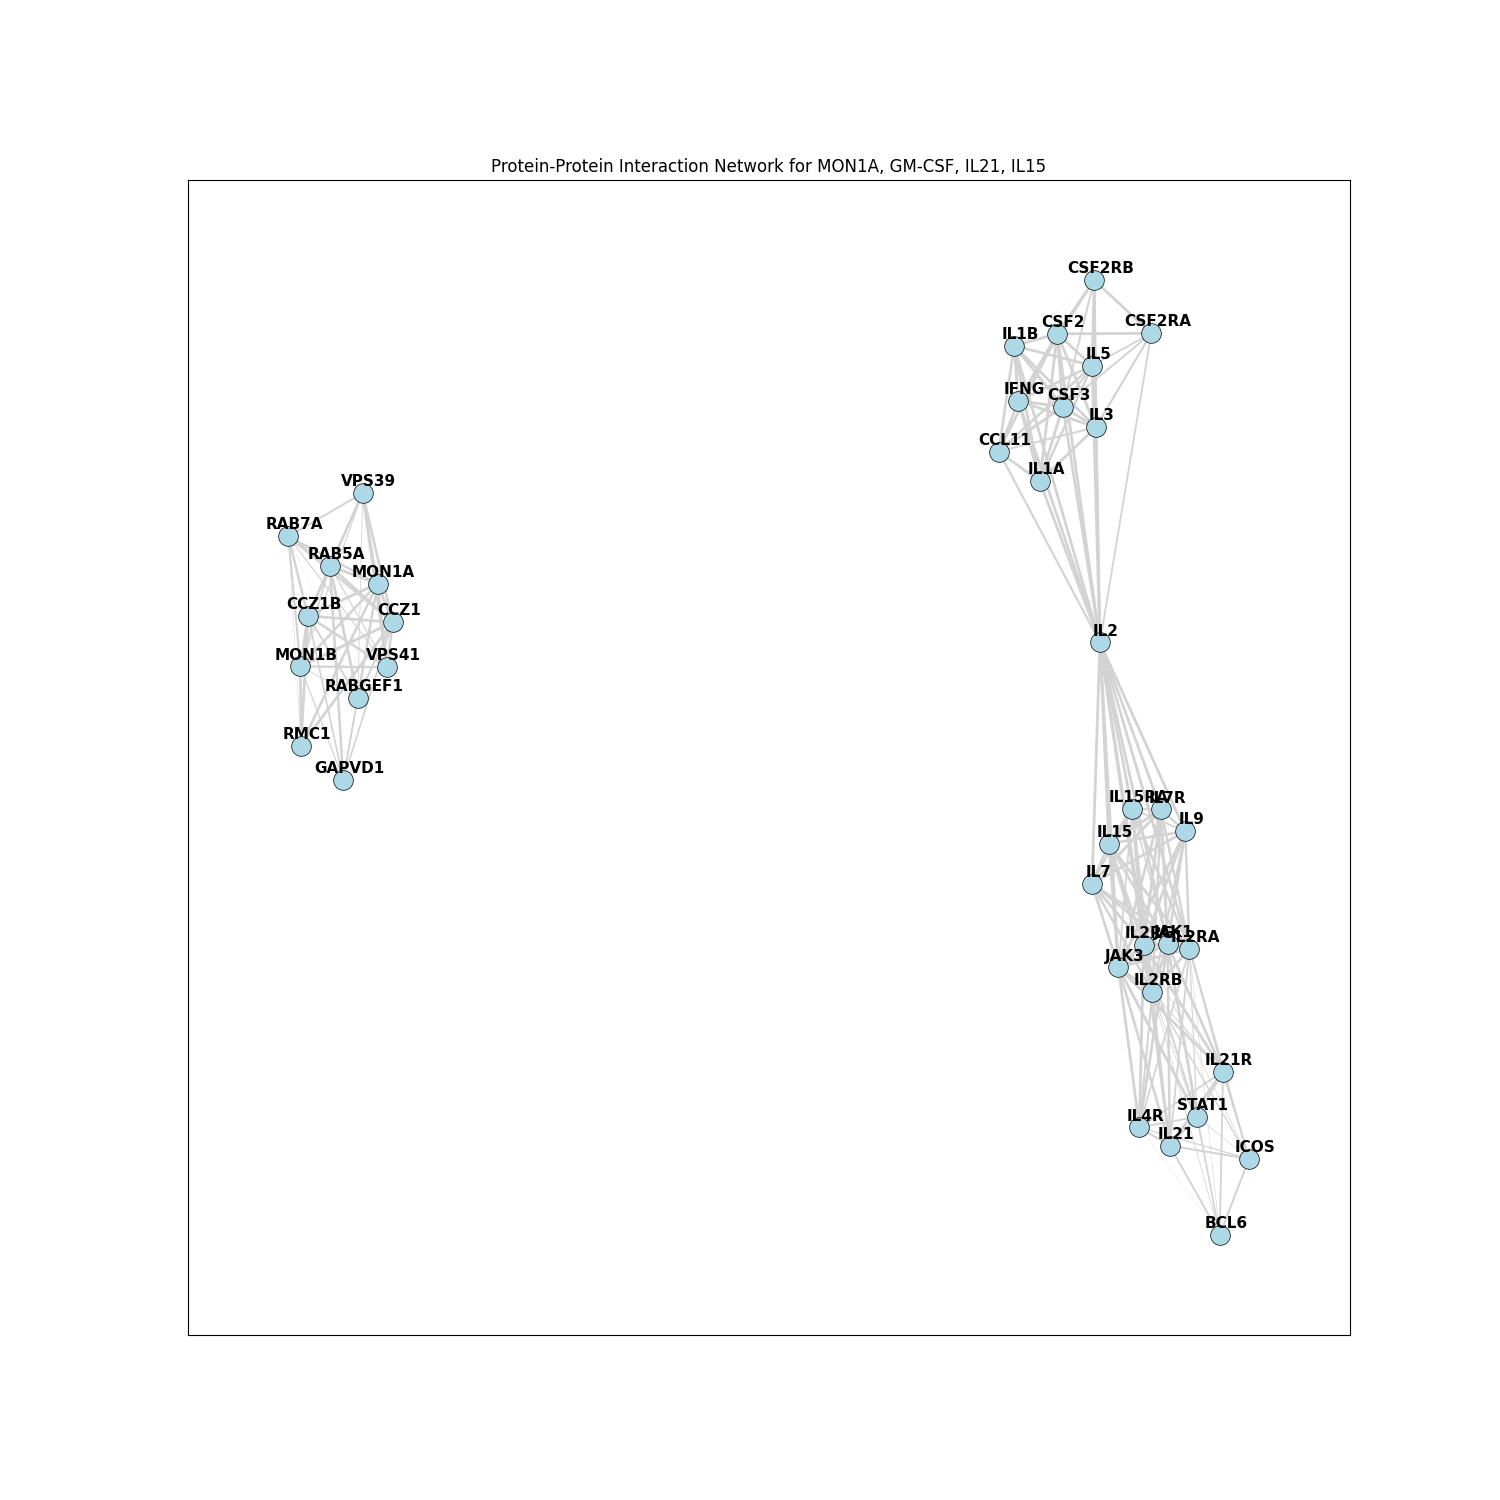 Protein-Protein Interaction Network for MON1A, GM-CSF, IL21, IL15
CSF2RB
CSF2
CSF2RA
IL1B
IL5
IFNG
CSF3
IL3
CCL11
IL1A
VPS39
RAB7A
RAB5A
MON1A
CCZ1B
CCZ1
MON1B
VPS41
RABGEF1
RMC1
GAPVD1
IL2
IL15RA
IL7R
IL9
IL15
IL7
IL2RG
JAK1
IL2RA
JAK3
IL2RB
IL21R
STAT1
IL4R
IL21
ICOS
BCL6